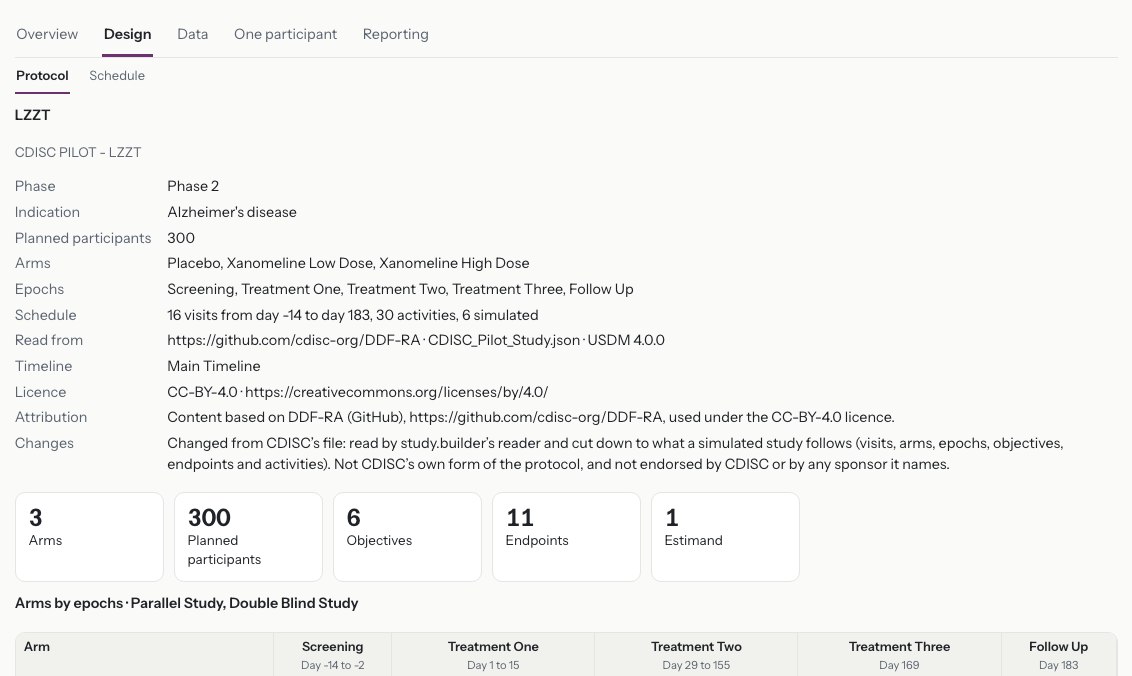 Overview Design Data One participant Reporting
Protocol Schedule
LZZT
CDISC PILOT - LZZT
Phase Phase 2
Indication Alzheimer's disease
Planned participants 300
Arms Placebo, Xanomeline Low Dose, Xanomeline High Dose
Epochs Screening, Treatment One, Treatment Two, Treatment Three, Follow Up
Schedule 16 visits from day -14 to day 183, 30 activities, 6 simulated
Read from https://github.com/cdisc-org/DDF-RA · CDISC_Pilot_Study.json · USDM 4.0.0
Timeline Main Timeline
Licence CC-BY-4.0 · https://creativecommons.org/licenses/by/4.0/
Attribution Content based on DDF-RA (GitHub), https://github.com/cdisc-org/DDF-RA, used under the CC-BY-4.0 licence.
Changes Changed from CDISC’s file: read by study.builder’s reader and cut down to what a simulated study follows (visits, arms, epochs, objectives,
endpoints and activities). Not CDISC’s own form of the protocol, and not endorsed by CDISC or by any sponsor it names.
3 300 6 11 1
Arms Planned Objectives Endpoints Estimand
participants
Arms by epochs · Parallel Study, Double Blind Study
Arm Screening Treatment One Treatment Two Treatment Three Follow Up
Day -14 to -2 Day 1 to 15 Day 29 to 155 Day 169 Day 183